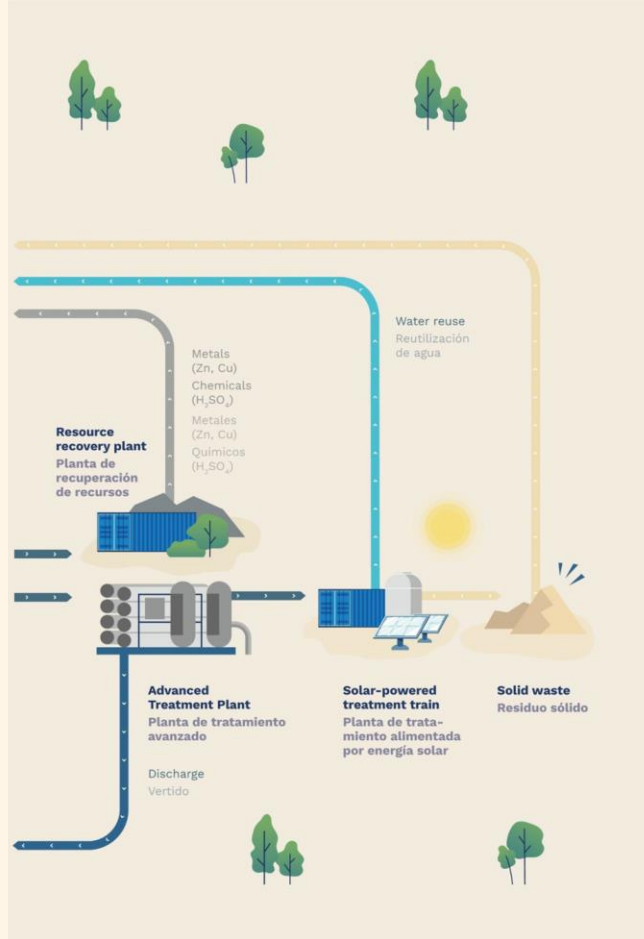 Water reuse
Reutilización
de agua
Metals
(Zn, Cu)
Chemicals
(H₂SO₄)
Metales
(Zn, Cu)
Químicos
(H₂SO₄)
Resource
recovery plant
Planta de
recuperación
de recursos
Advanced
Treatment Plant
Planta de tratamiento
avanzado
Solar-powered
treatment train
Planta de trata-
miento alimentada
por energía solar
Solid waste
Residuo sólido
Discharge
Vertido